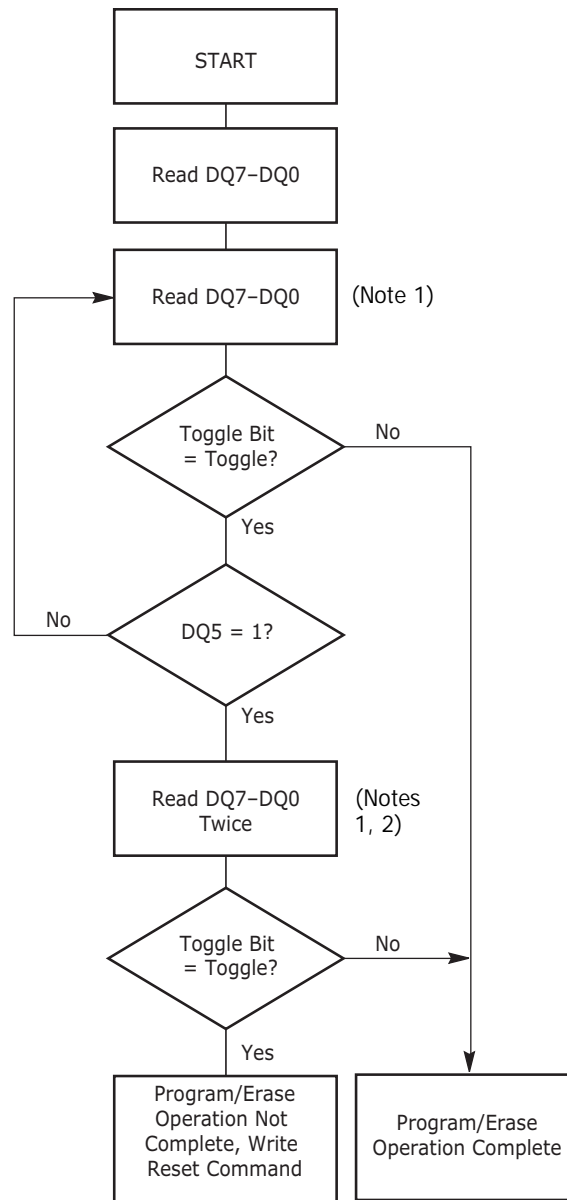 START
Read DQ7–DQ0
Read DQ7–DQ0
(Note 1)
Toggle Bit
= Toggle?
No
Yes
No
DQ5 = 1?
Yes
Read DQ7–DQ0
Twice
(Notes
1, 2)
Toggle Bit
= Toggle?
No
Yes
Program/Erase
Operation Not
Complete, Write
Reset Command
Program/Erase
Operation Complete